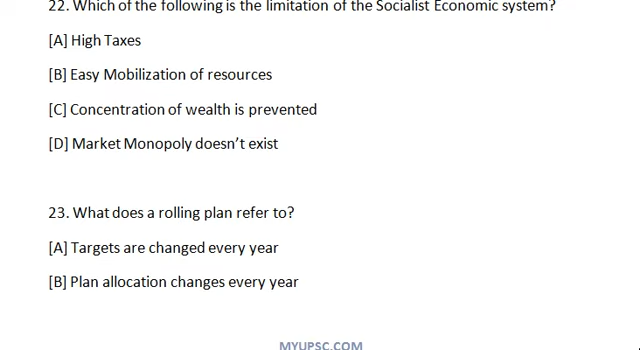 22. Which of the following is the limitation of the Socialist Economic system?
[A] High Taxes
[B] Easy Mobilization of resources
[C] Concentration of wealth is prevented
[D] Market Monopoly doesn’t exist
23. What does a rolling plan refer to?
[A] Targets are changed every year
[B] Plan allocation changes every year
MYUPSC.COM